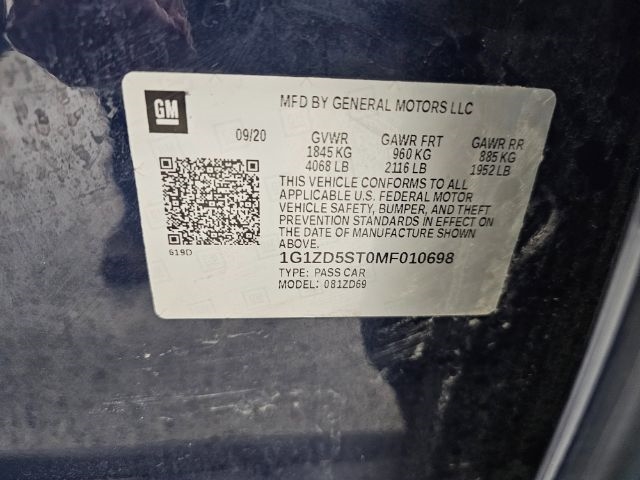 GM
MFD BY GENERAL MOTORS LLC
09/20 GVWR GAWR FRT GAWR RR
1845 KG 960 KG 885 KG
4068 LB 2116 LB 1952 LB
THIS VEHICLE CONFORMS TO ALL
APPLICABLE U.S. FEDERAL MOTOR
VEHICLE SAFETY, BUMPER, AND THEFT
PREVENTION STANDARDS IN EFFECT ON
THE DATE OF MANUFACTURE SHOWN
ABOVE.
619D
1G1ZD5ST0MF010698
TYPE: PASS CAR
MODEL: 081ZD69